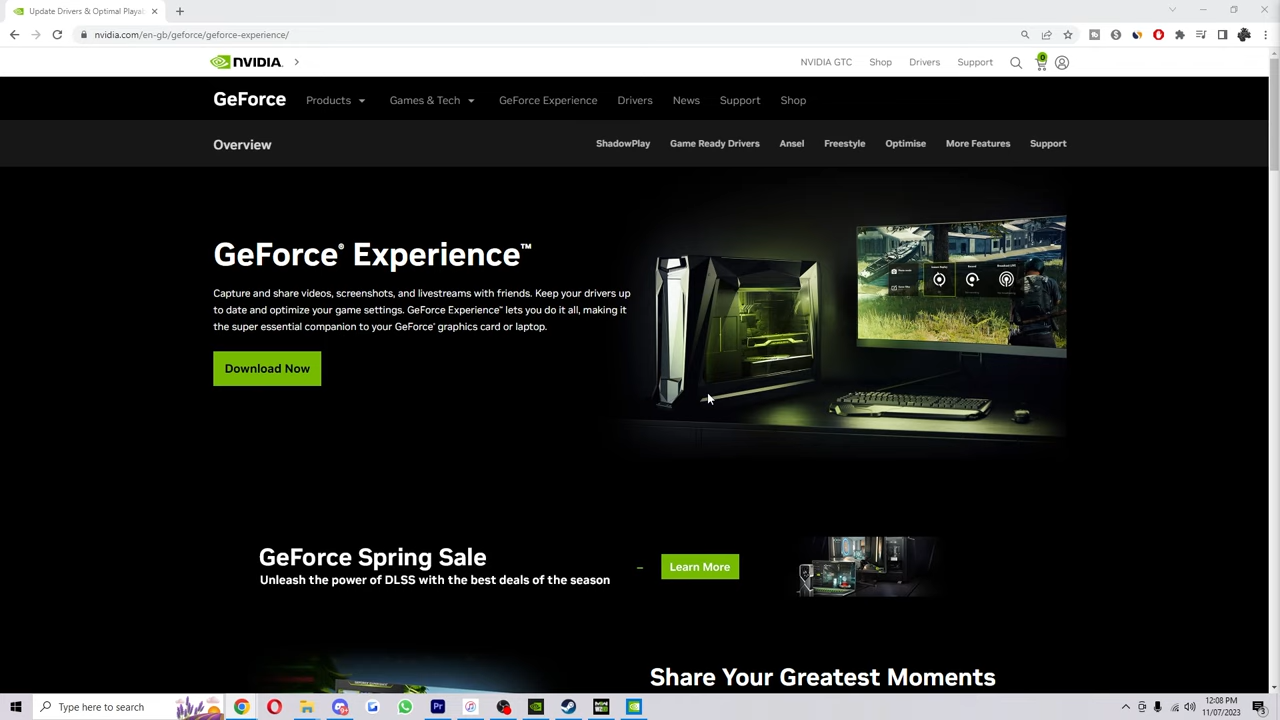 Update Drivers & Optimal Playa
nvidia.com/en-gb/geforce/geforce-experience/
NVIDIA.
NVIDIA GTC
Shop
Drivers
Support
0
GeForce
Products
Games & Tech
GeForce Experience
Drivers
News
Support
Shop
Overview
ShadowPlay
Game Ready Drivers
Ansel
Freestyle
Optimise
More Features
Support
GeForce® Experience™
Capture and share videos, screenshots, and livestreams with friends. Keep your drivers up
to date and optimize your game settings. GeForce Experience™ lets you do it all, making it
the super essential companion to your GeForce® graphics card or laptop.
Download Now
GeForce Spring Sale
Unleash the power of DLSS with the best deals of the season
Learn More
Share Your Greatest Moments
Type here to search
Pr
12:08 PM
11/07/2023
3